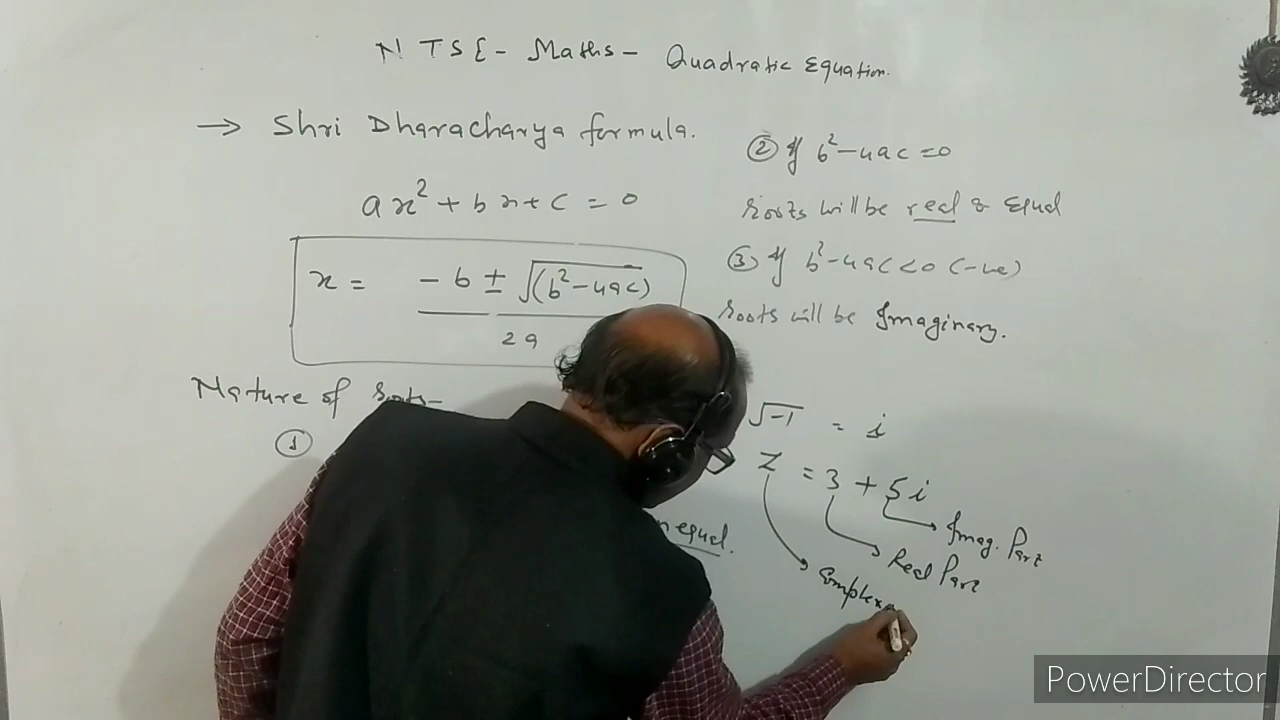 NTSE - Maths - Quadratic Equation.
→ Shri Dharacharya formula.
ax² + bx + c = 0
x = -b ± √(b²-4ac)
2a
Nature of roots-
①
unequal.
② If b²-4ac = 0
roots will be real & Equal
③ If b²-4ac < 0 (-ve)
roots will be Imaginary.
√-1 = i
Z = 3 + 5i
Imag. Part
Real Part
Complex
PowerDirector